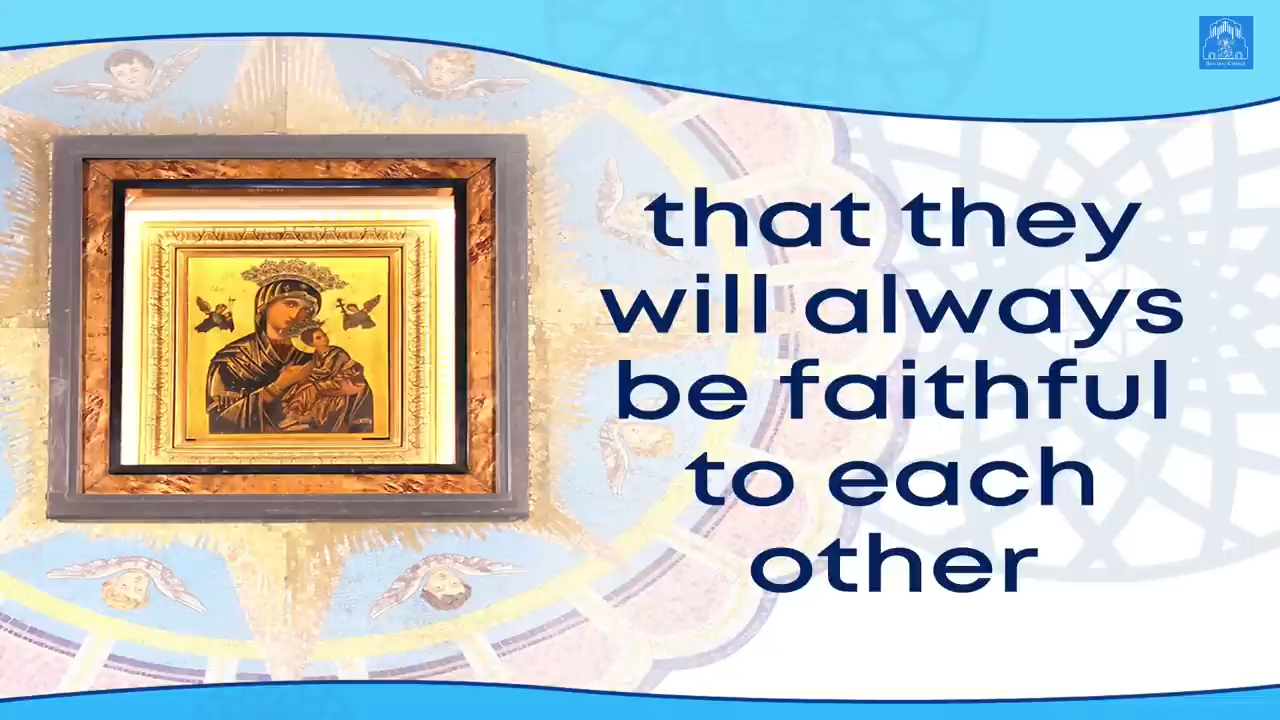 that they
will always
be faithful
to each
other